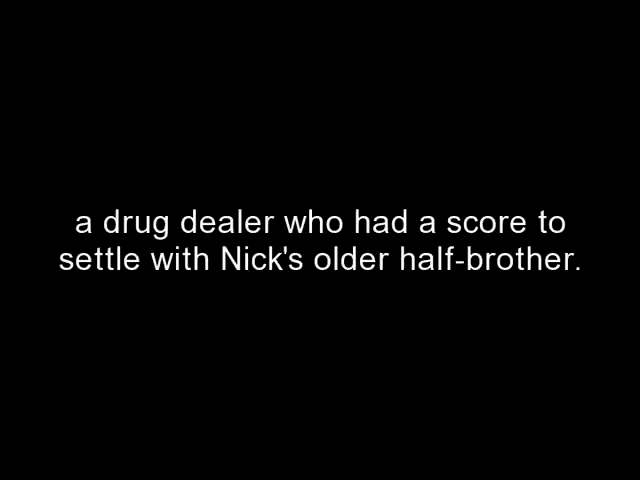 a drug dealer who had a score to
settle with Nick's older half-brother.